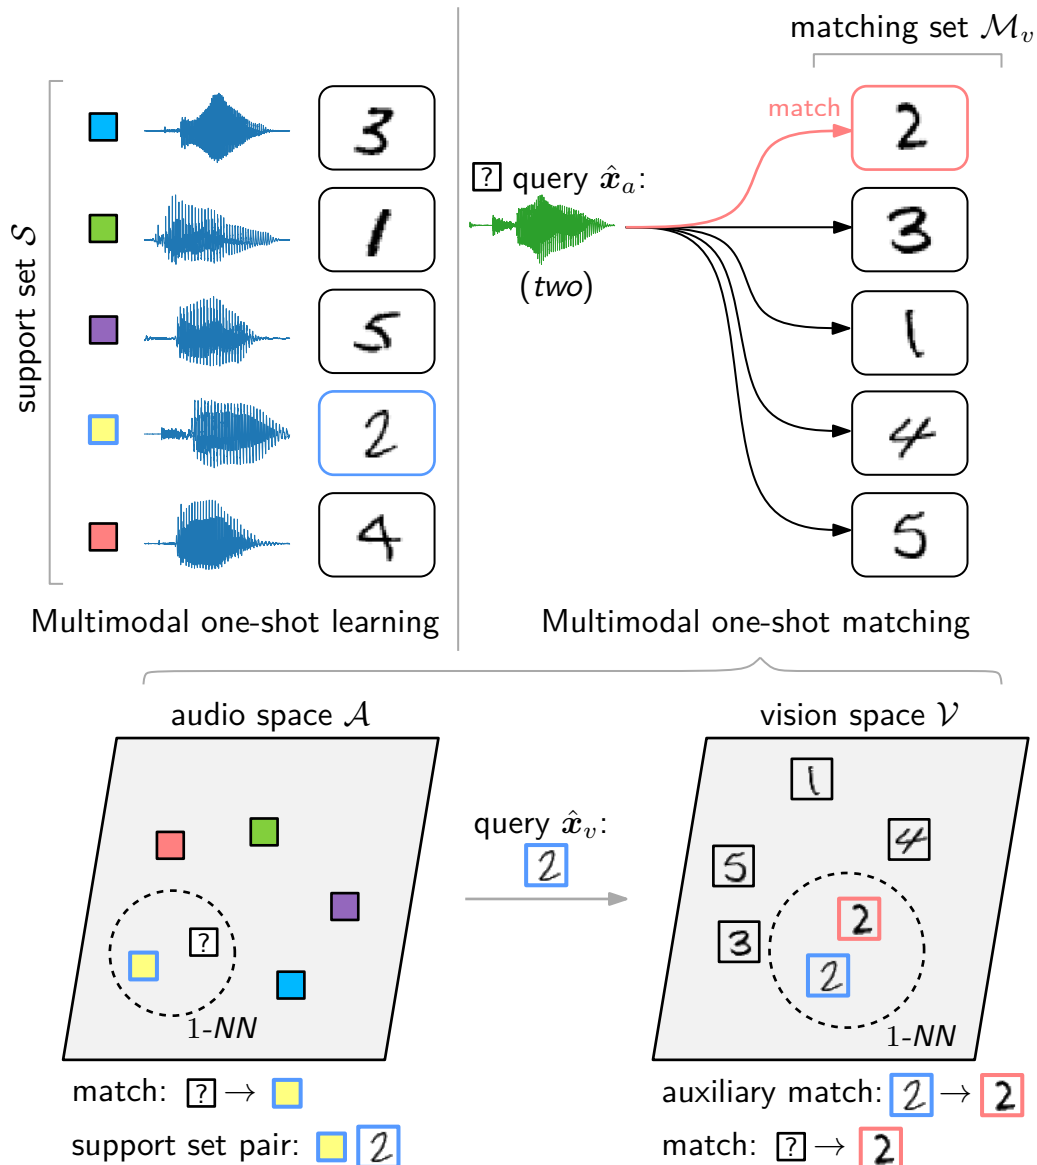 matching set ℳ_v
support set 𝒮
3
1
5
2
4
match
? query x̂_a:
(two)
2
3
1
4
5
Multimodal one-shot learning
Multimodal one-shot matching
audio space 𝒜
?
1-NN
match: ? →
support set pair: 2
query x̂_v:
2
vision space 𝒱
1
4
5
2
3
2
1-NN
auxiliary match: 2 → 2
match: ? → 2